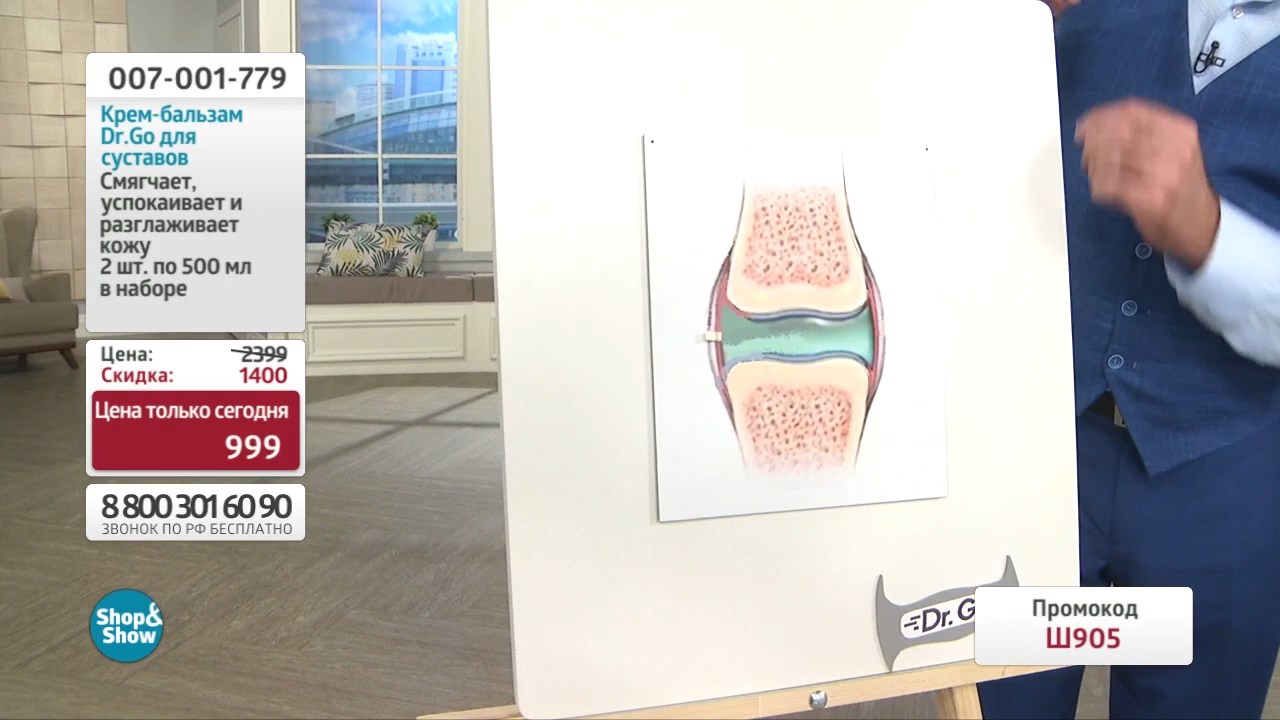 007-001-779
Крем-бальзам
Dr.Go для
суставов
Смягчает,
успокаивает и
разглаживает
кожу
2 шт. по 500 мл
в наборе
Цена: 2399
Скидка: 1400
Цена только сегодня
999
8 800 301 60 90
ЗВОНОК ПО РФ БЕСПЛАТНО
Shop&
Show
Dr. G
Промокод
Ш905